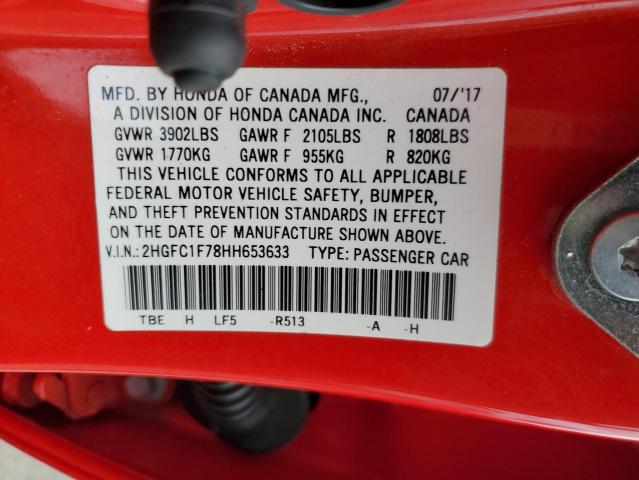 MFD. BY HONDA OF CANADA MFG., 07/'17
A DIVISION OF HONDA CANADA INC. CANADA
GVWR 3902LBS GAWR F 2105LBS R 1808LBS
GVWR 1770KG GAWR F 955KG R 820KG
THIS VEHICLE CONFORMS TO ALL APPLICABLE
FEDERAL MOTOR VEHICLE SAFETY, BUMPER,
AND THEFT PREVENTION STANDARDS IN EFFECT
ON THE DATE OF MANUFACTURE SHOWN ABOVE.
V.I.N.: 2HGFC1F78HH653633 TYPE: PASSENGER CAR
TBE H LF5 -R513 -A -H